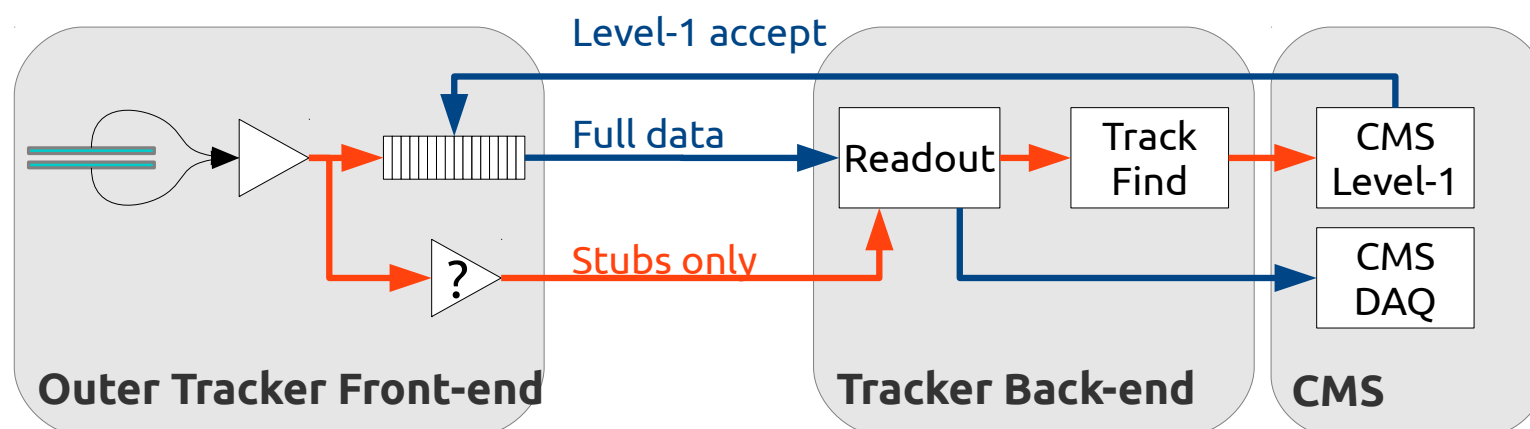 Level-1 accept
Full data
Readout
Track
Find
CMS
Level-1
?
Stubs only
CMS
DAQ
Outer Tracker Front-end
Tracker Back-end
CMS